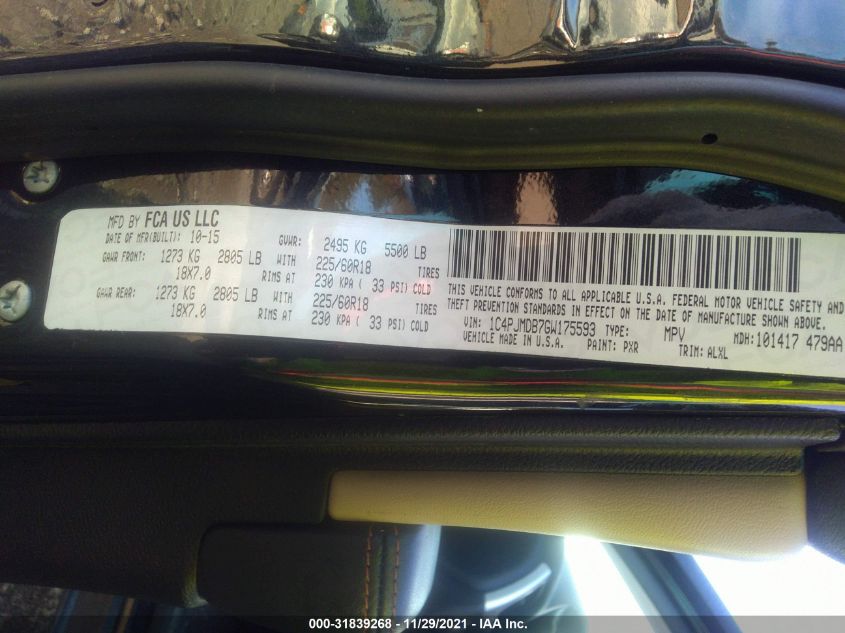 MFD BY FCA US LLC
DATE OF MFR(BUILT): 10-15 GVWR: 2495 KG 5500 LB
GAWR FRONT: 1273 KG 2805 LB WITH 225/60R18 TIRES
18X7.0 RIMS AT 230 KPA ( 33 PSI) COLD
GAWR REAR: 1273 KG 2805 LB WITH 225/60R18 TIRES
18X7.0 RIMS AT 230 KPA ( 33 PSI) COLD
THIS VEHICLE CONFORMS TO ALL APPLICABLE U.S.A. FEDERAL MOTOR VEHICLE SAFETY AND
THEFT PREVENTION STANDARDS IN EFFECT ON THE DATE OF MANUFACTURE SHOWN ABOVE.
VIN: 1C4PJMDB7GW175593 TYPE: MPV MDH: 101417 479AA
VEHICLE MADE IN U.S.A. PAINT: PXR TRIM: ALXL
000-31839268 - 11/29/2021 - IAA Inc.